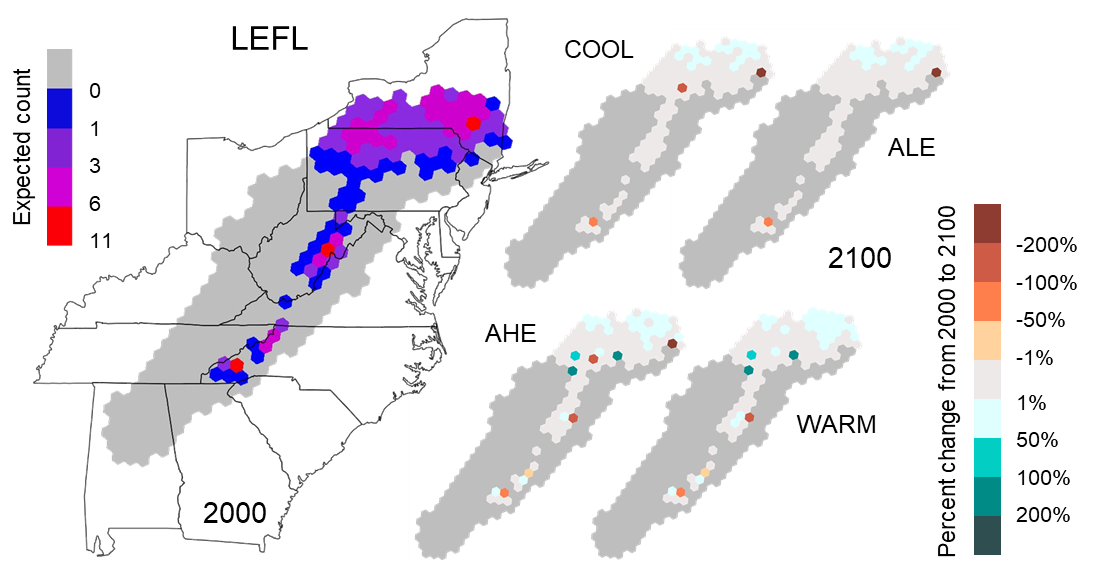 LEFL
Expected count
0
1
3
6
11
2000
COOL
ALE
2100
AHE
WARM
Percent change from 2000 to 2100
-200%
-100%
-50%
-1%
1%
50%
100%
200%